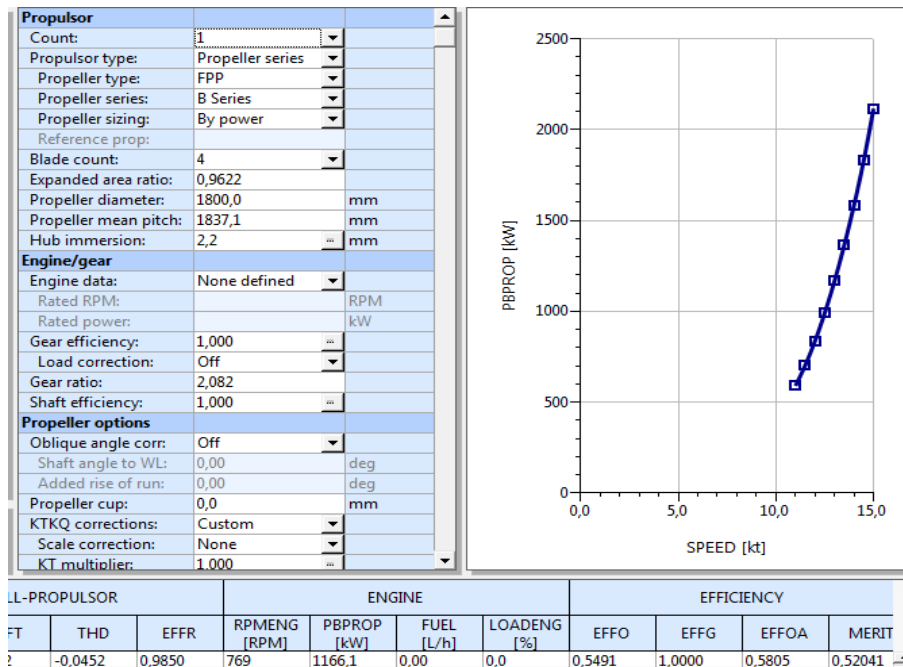 Propulsor
Count: 1
Propulsor type: Propeller series
Propeller type: FPP
Propeller series: B Series
Propeller sizing: By power
Reference prop:
Blade count: 4
Expanded area ratio: 0,9622
Propeller diameter: 1800,0 mm
Propeller mean pitch: 1837,1 mm
Hub immersion: 2,2 mm
Engine/gear
Engine data: None defined
Rated RPM: RPM
Rated power: kW
Gear efficiency: 1,000
Load correction: Off
Gear ratio: 2,082
Shaft efficiency: 1,000
Propeller options
Oblique angle corr: Off
Shaft angle to WL: 0,00 deg
Added rise of run: 0,00 deg
Propeller cup: 0,0 mm
KTKQ corrections: Custom
Scale correction: None
KT multiplier: 1,000
PBPROP [kW]
2500
2000
1500
1000
500
0
0,0 5,0 10,0 15,0
SPEED [kt]
LL-PROPULSOR ENGINE EFFICIENCY
FT THD EFFR RPMENG [RPM] PBPROP [kW] FUEL [L/h] LOADENG [%] EFFO EFFG EFFOA MERIT
2 -0,0452 0,9850 769 1166,1 0,00 0,0 0,5491 1,0000 0,5805 0,52041